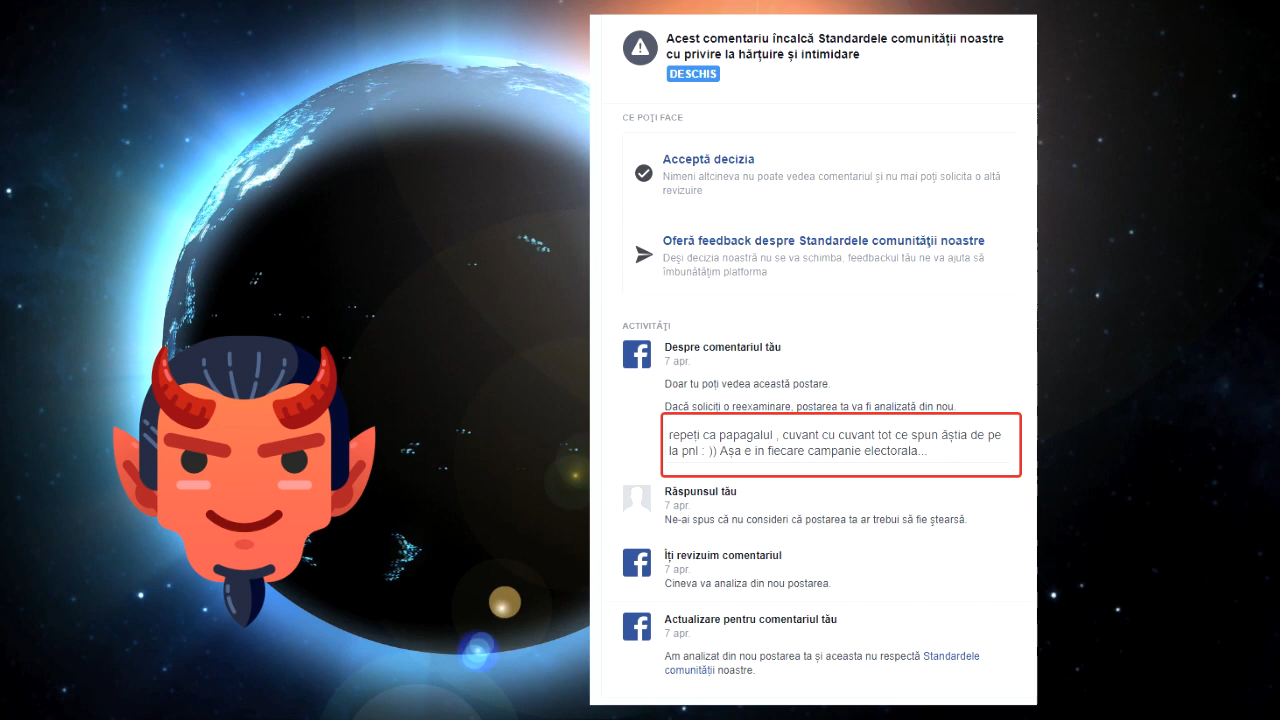 Acest comentariu încalcă Standardele comunității noastre
cu privire la hărțuire și intimidare
DESCHIS
CE POȚI FACE
Acceptă decizia
Nimeni altcineva nu poate vedea comentariul și nu mai poți solicita o altă
revizuire
Oferă feedback despre Standardele comunităţii noastre
Deși decizia noastră nu se va schimba, feedbackul tău ne va ajuta să
îmbunătățim platforma
ACTIVITĂŢI
Despre comentariul tău
7 apr.
Doar tu poți vedea această postare.
Dacă soliciți o reexaminare, postarea ta va fi analizată din nou.
repeți ca papagalul , cuvant cu cuvant tot ce spun ăștia de pe
la pnl : )) Așa e in fiecare campanie electorala...
Răspunsul tău
7 apr.
Ne-ai spus că nu consideri că postarea ta ar trebui să fie ştearsă.
Îți revizuim comentariul
7 apr.
Cineva va analiza din nou postarea.
Actualizare pentru comentariul tău
7 apr.
Am analizat din nou postarea ta și aceasta nu respectă Standardele
comunității noastre.